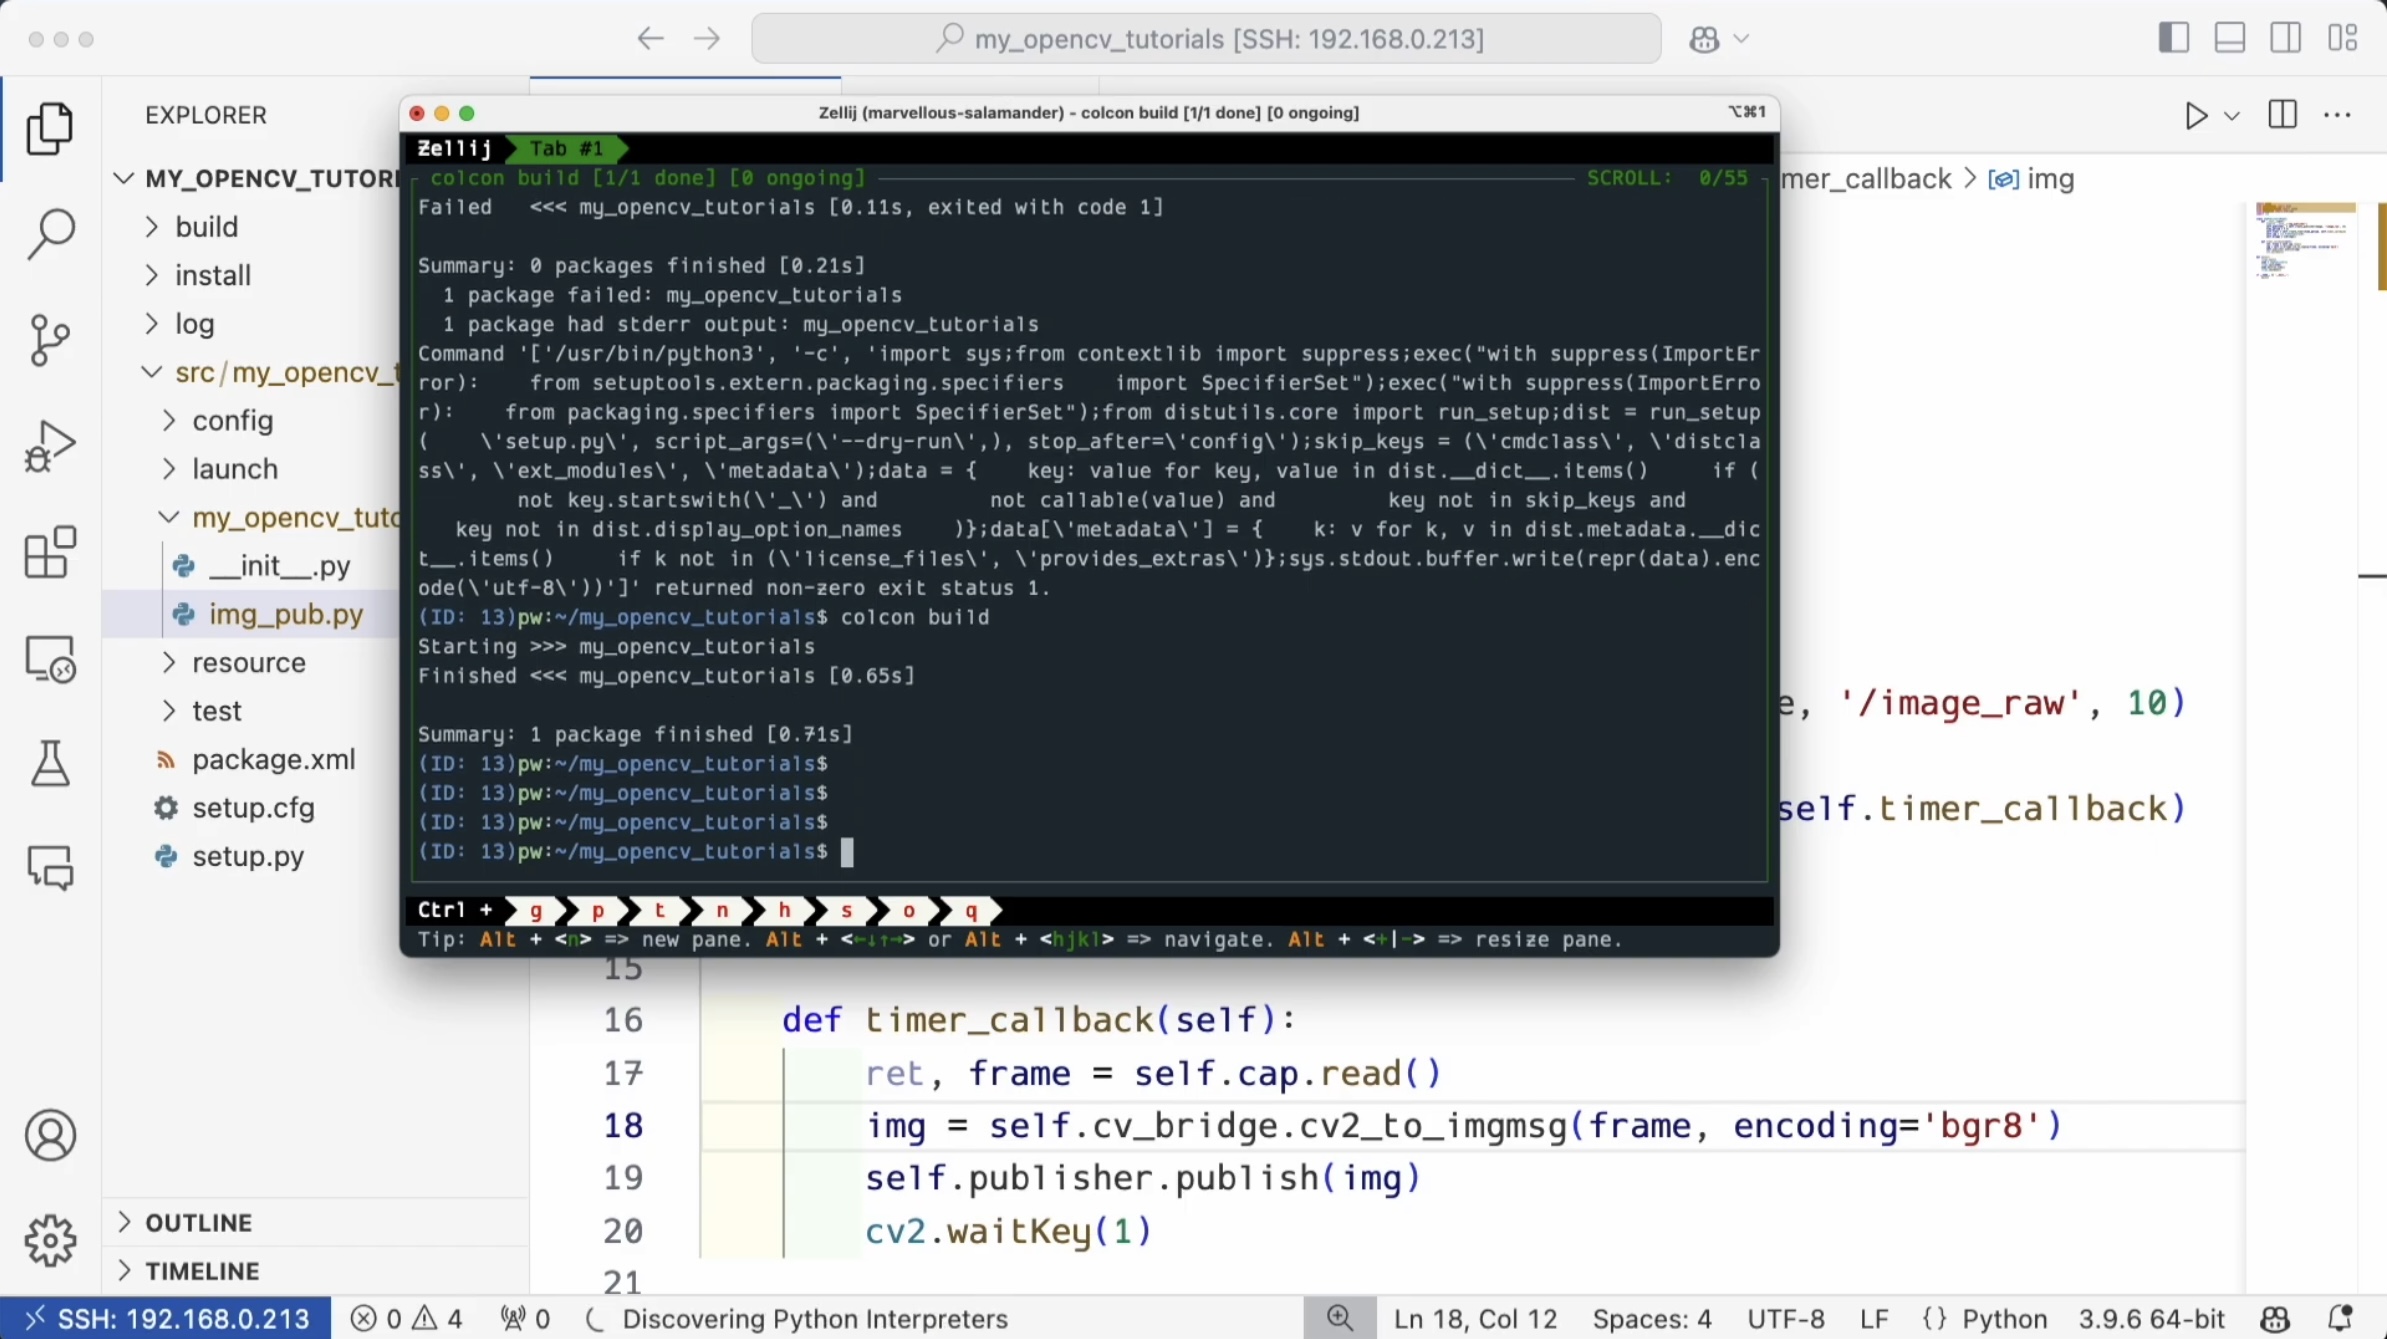 my_opencv_tutorials [SSH: 192.168.0.213]
EXPLORER
MY_OPENCV_TUTORI
build
install
log
src/my_opencv_t
config
launch
my_opencv_tuto
__init__.py
img_pub.py
resource
test
package.xml
setup.cfg
setup.py
OUTLINE
TIMELINE
Zellij (marvellous-salamander) - colcon build [1/1 done] [0 ongoing]
⌥⌘1
Zellij Tab #1
colcon build [1/1 done] [0 ongoing] SCROLL: 0/55
Failed <<< my_opencv_tutorials [0.11s, exited with code 1]
Summary: 0 packages finished [0.21s]
1 package failed: my_opencv_tutorials
1 package had stderr output: my_opencv_tutorials
Command '['/usr/bin/python3', '-c', 'import sys;from contextlib import suppress;exec("with suppress(ImportEr
ror): from setuptools.extern.packaging.specifiers import SpecifierSet");exec("with suppress(ImportErro
r): from packaging.specifiers import SpecifierSet");from distutils.core import run_setup;dist = run_setup
( \'setup.py\', script_args=(\'--dry-run\',), stop_after=\'config\');skip_keys = (\'cmdclass\', \'distcla
ss\', \'ext_modules\', \'metadata\');data = { key: value for key, value in dist.__dict__.items() if (
not key.startswith(\'_\') and not callable(value) and key not in skip_keys and
key not in dist.display_option_names )};data[\'metadata\'] = { k: v for k, v in dist.metadata.__dic
t__.items() if k not in (\'license_files\', \'provides_extras\')};sys.stdout.buffer.write(repr(data).enc
ode(\'utf-8\'))']' returned non-zero exit status 1.
(ID: 13)pw:~/my_opencv_tutorials$ colcon build
Starting >>> my_opencv_tutorials
Finished <<< my_opencv_tutorials [0.65s]
Summary: 1 package finished [0.71s]
(ID: 13)pw:~/my_opencv_tutorials$
(ID: 13)pw:~/my_opencv_tutorials$
(ID: 13)pw:~/my_opencv_tutorials$
(ID: 13)pw:~/my_opencv_tutorials$
Ctrl + g p t n h s o q
Tip: Alt + <n> => new pane. Alt + <←↓↑→> or Alt + <hjkl> => navigate. Alt + <+|-> => resize pane.
mer_callback > img
e, '/image_raw', 10)
self.timer_callback)
15
16 def timer_callback(self):
17 ret, frame = self.cap.read()
18 img = self.cv_bridge.cv2_to_imgmsg(frame, encoding='bgr8')
19 self.publisher.publish(img)
20 cv2.waitKey(1)
21
SSH: 192.168.0.213 0 4 0 Discovering Python Interpreters Ln 18, Col 12 Spaces: 4 UTF-8 LF {} Python 3.9.6 64-bit